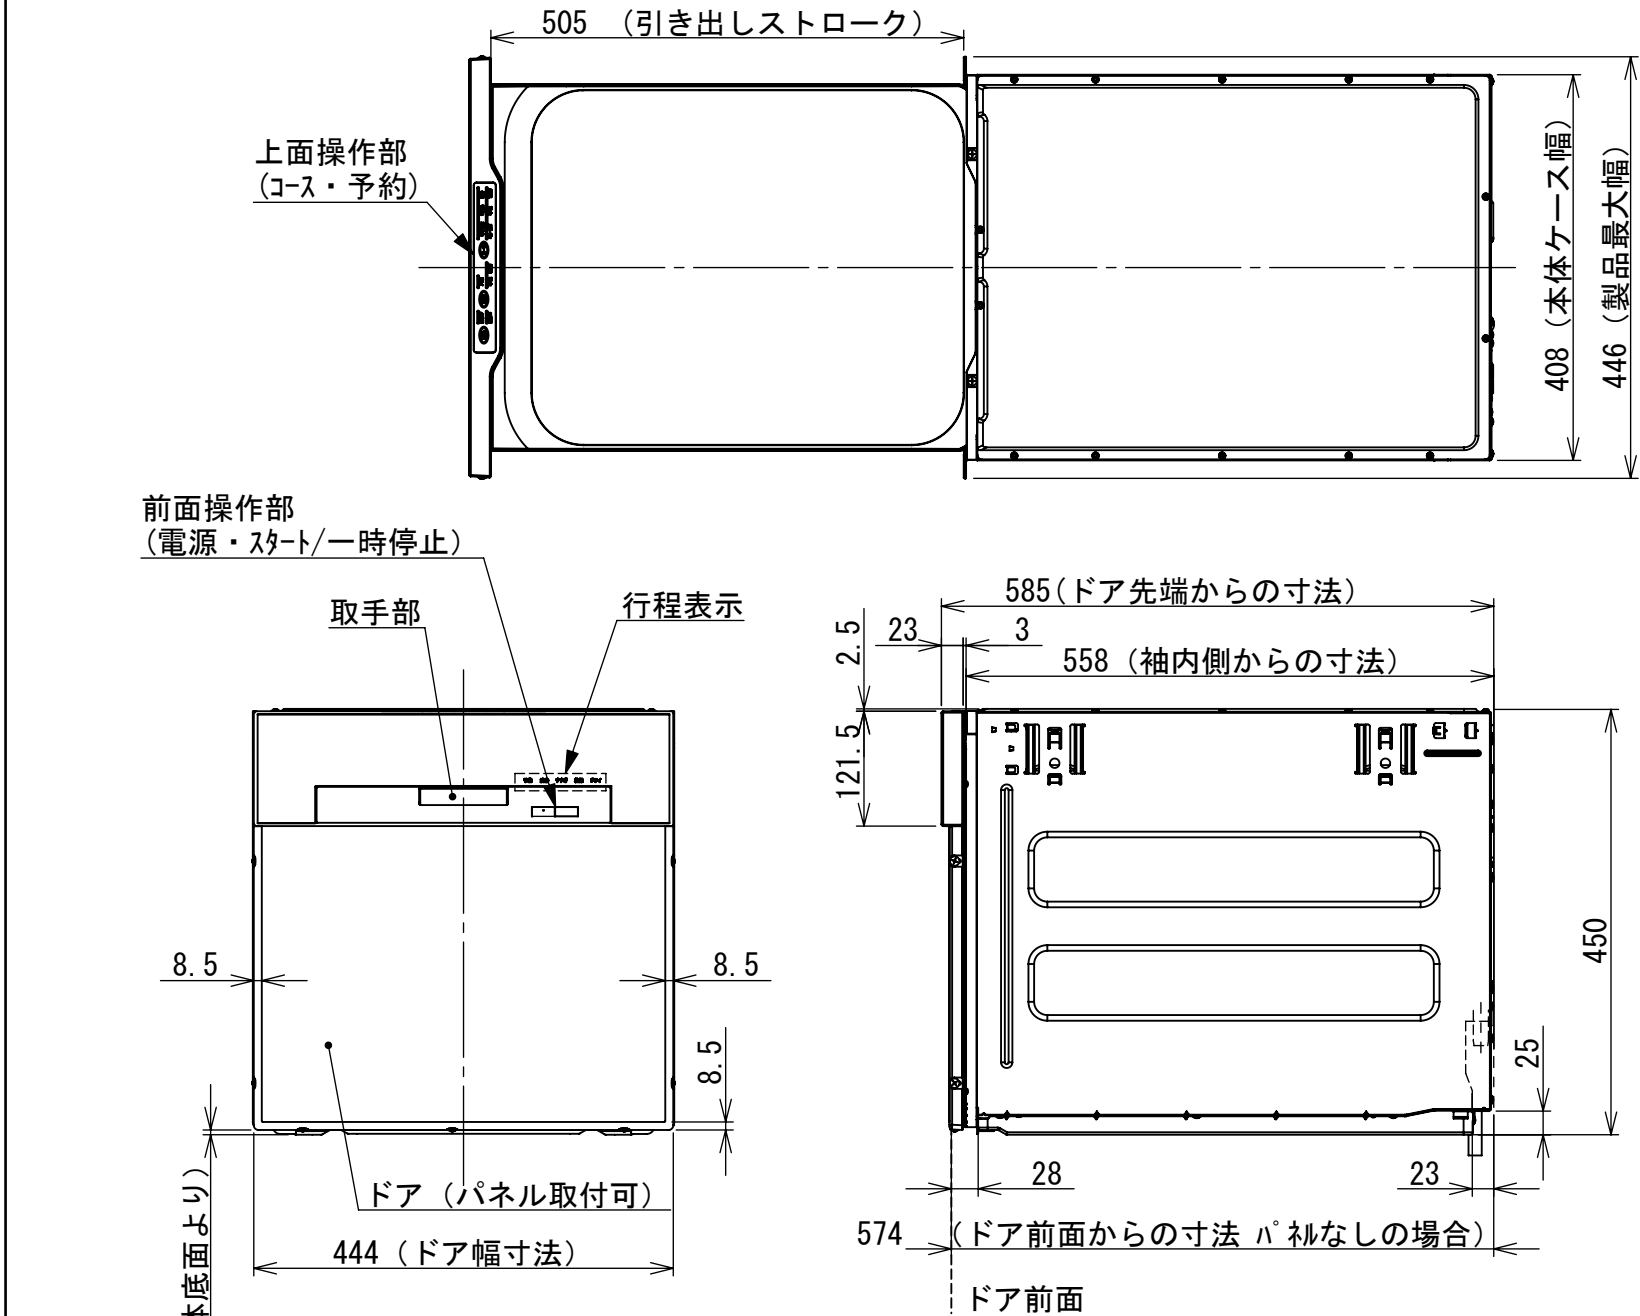 505 （引き出しストローク）
上面操作部
(ｺｰｽ・予約)
408（本体ケース幅）
446（製品最大幅）
前面操作部
(電源・ｽﾀｰﾄ/一時停止)
取手部
行程表示
585(ドア先端からの寸法)
2.5
23
3
558（袖内側からの寸法）
121.5
450
8.5
8.5
8.5
25
28
23
ドア（パネル取付可）
574 （ドア前面からの寸法 ﾊﾟﾈﾙなしの場合）
444（ドア幅寸法）
体底面より）
ドア前面